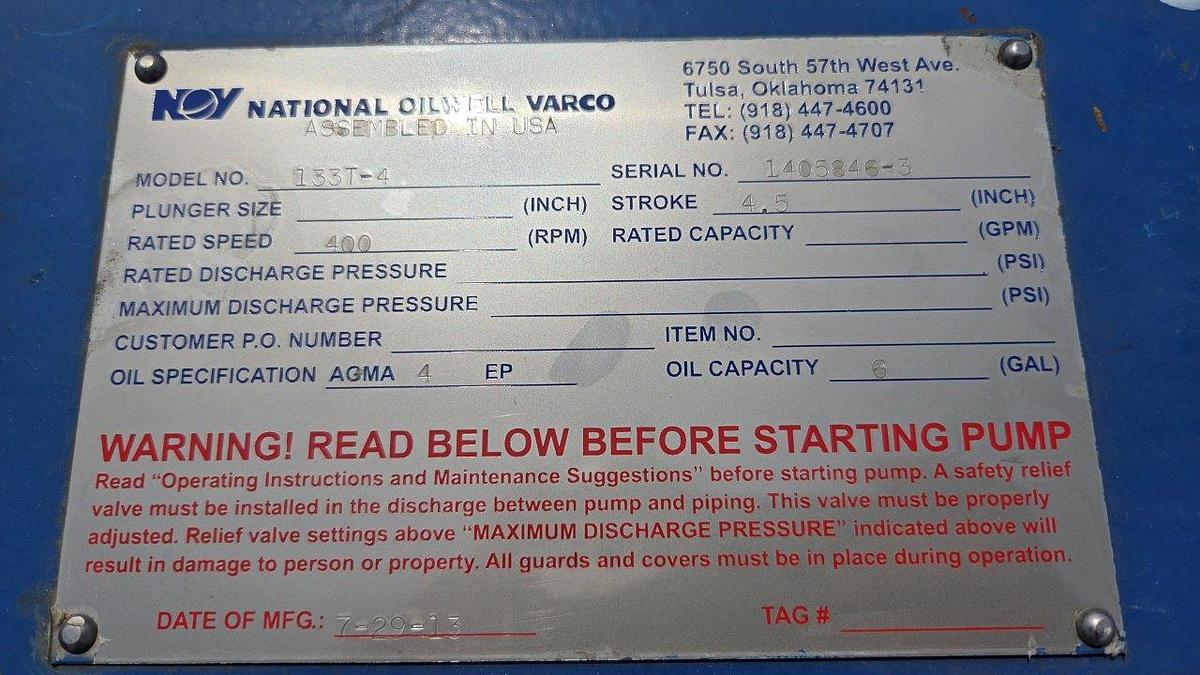 NOV NATIONAL OILWELL VARCO
ASSEMBLED IN USA
6750 South 57th West Ave.
Tulsa, Oklahoma 74131
TEL: (918) 447-4600
FAX: (918) 447-4707
MODEL NO. 133T-4 SERIAL NO. 1405846-3
PLUNGER SIZE (INCH) STROKE 4.5 (INCH)
RATED SPEED 400 (RPM) RATED CAPACITY (GPM)
RATED DISCHARGE PRESSURE (PSI)
MAXIMUM DISCHARGE PRESSURE (PSI)
CUSTOMER P.O. NUMBER ITEM NO.
OIL SPECIFICATION AGMA 4 EP OIL CAPACITY 6 (GAL)
WARNING! READ BELOW BEFORE STARTING PUMP
Read “Operating Instructions and Maintenance Suggestions” before starting pump. A safety relief
valve must be installed in the discharge between pump and piping. This valve must be properly
adjusted. Relief valve settings above “MAXIMUM DISCHARGE PRESSURE” indicated above will
result in damage to person or property. All guards and covers must be in place during operation.
DATE OF MFG.: 7-29-13 TAG #